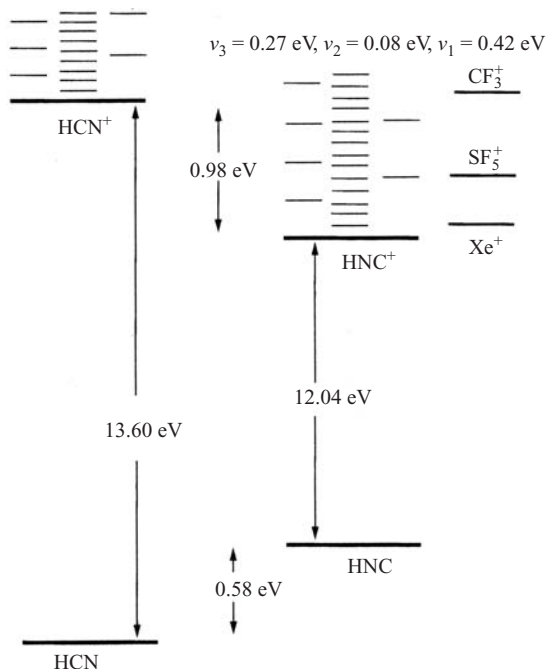 v₃ = 0.27 eV, v₂ = 0.08 eV, v₁ = 0.42 eV
CF₃⁺
HCN⁺
0.98 eV
SF₅⁺
HNC⁺
Xe⁺
12.04 eV
13.60 eV
HNC
0.58 eV
HCN